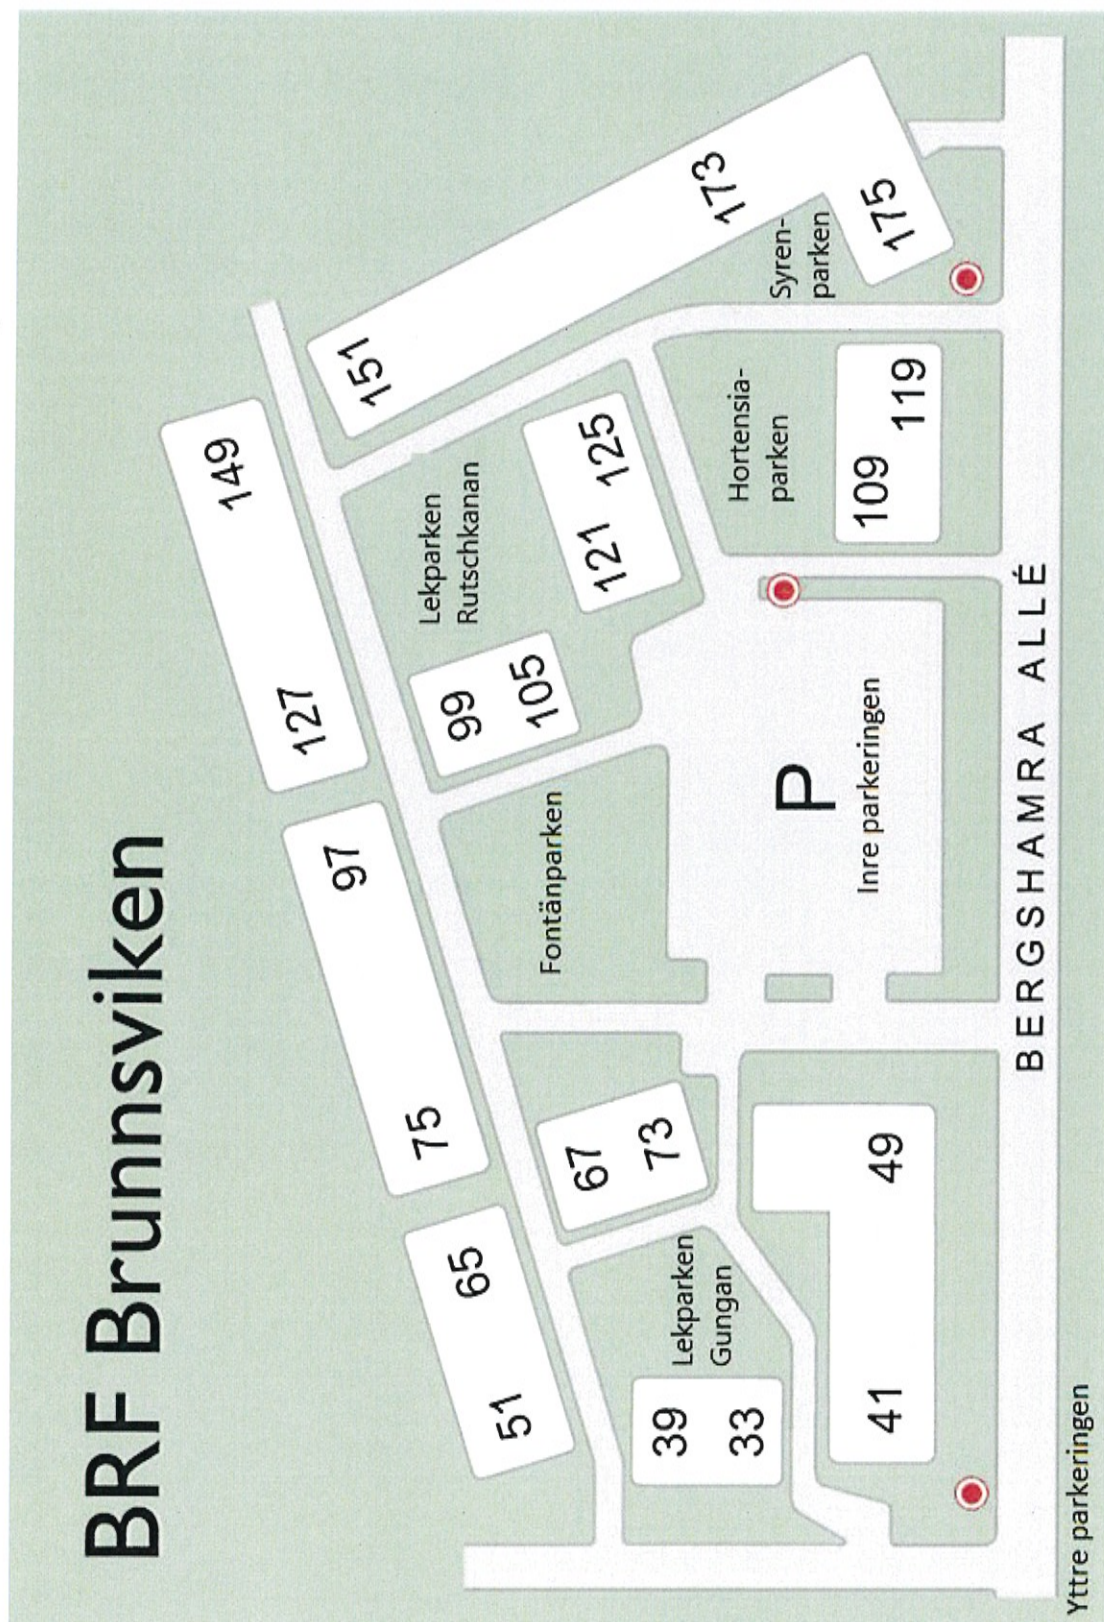 BRF Brunnsviken
51
65
75
97
127
149
151
173
175
39
33
Lekparken
Gungan
67
73
Fontänparken
99
105
Lekparken
Rutschkanan
121
125
Hortensia-
parken
Syren-
parken
41
49
P
Inre parkeringen
109
119
BERGSHAMRA ALLÉ
Yttre parkeringen